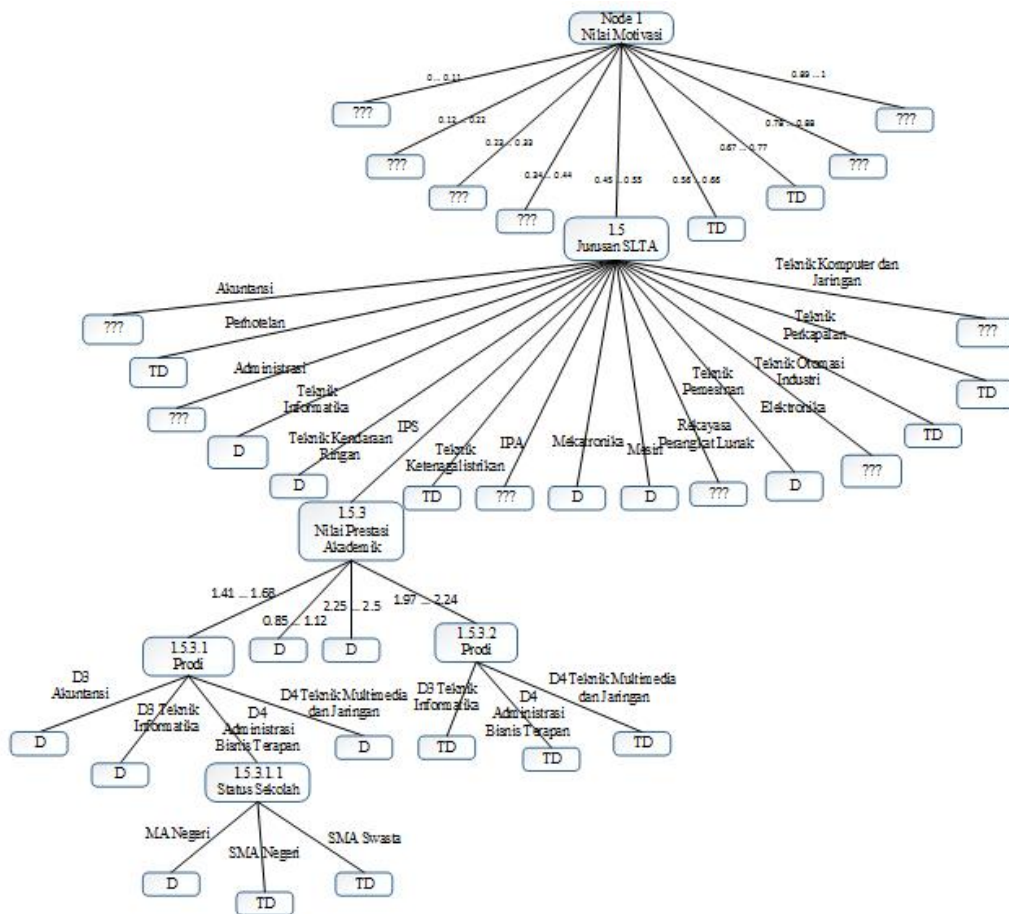 Node 1
Nilai Motivasi
0 ... 0.11
0.89 ... 1
???
???
0.12 ... 0.22
0.78 ... 0.88
0.23 ... 0.33
0.67 ... 0.77
???
???
0.34 ... 0.44
0.45 ... 0.55
0.56 ... 0.66
???
TD
???
TD
1.5
Jurusan SLTA
Teknik Komputer dan
Jaringan
Akuntansi
???
Perhotelan
Teknik
Perkapalan
???
TD
Administrasi
Teknik Otomasi
Industri
TD
???
Teknik
Informatika
Teknik
Pemesinan
Elektronika
TD
D
Teknik Kendaraan
Ringan
IPS
Teknik
Ketenagalistrikan
IPA
Mekatronika
Mesin
Rekayasa
Perangkat Lunak
???
D
TD
???
D
D
???
D
1.5.3
Nilai Prestasi
Akademik
1.41 ... 1.68
0.85 ... 1.12
2.25 ... 2.5
1.97 ... 2.24
1.5.3.1
Prodi
D
D
1.5.3.2
Prodi
D3
Akuntansi
D3 Teknik
Informatika
D4
Administrasi
Bisnis Terapan
D4 Teknik Multimedia
dan Jaringan
D3 Teknik
Informatika
D4
Administrasi
Bisnis Terapan
D4 Teknik Multimedia
dan Jaringan
D
D
D
TD
TD
TD
1.5.3.1.1
Status Sekolah
MA Negeri
SMA Negeri
SMA Swasta
D
TD
TD